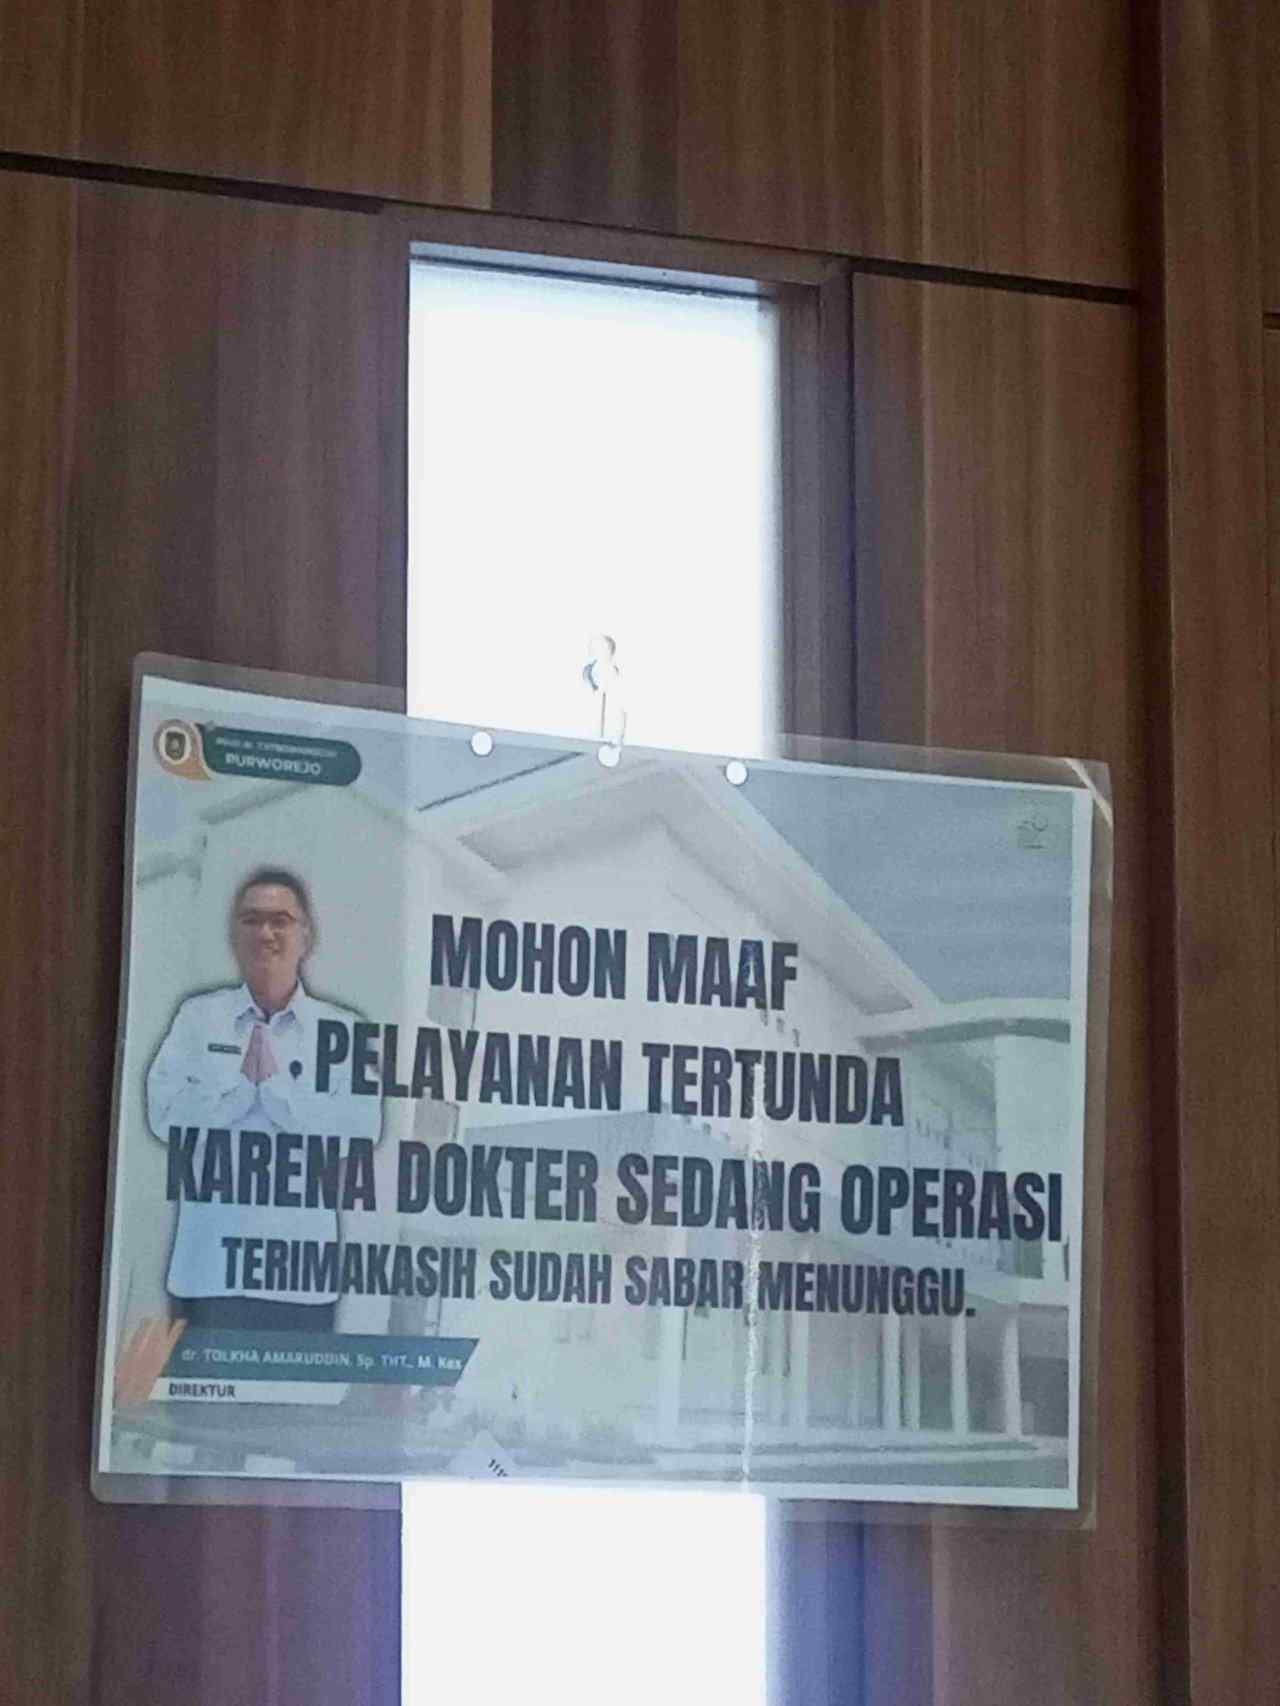 PURWOREJO
MOHON MAAF
PELAYANAN TERTUNDA
KARENA DOKTER SEDANG OPERASI
TERIMAKASIH SUDAH SABAR MENUNGGU.
dr. TOLKHA AMARUDDIN, Sp. THT., M. Kes
DIREKTUR